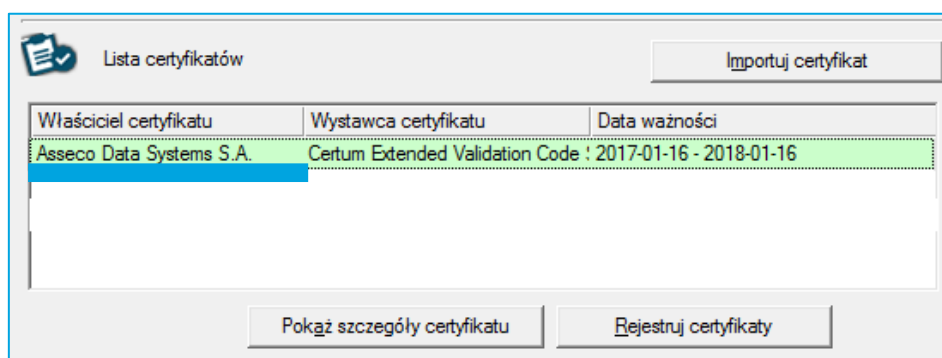 Lista certyfikatów
Importuj certyfikat
Właściciel certyfikatu Wystawca certyfikatu Data ważności
Asseco Data Systems S.A. Certum Extended Validation Code 2017-01-16 - 2018-01-16
Pokaż szczegóły certyfikatu Rejestruj certyfikaty